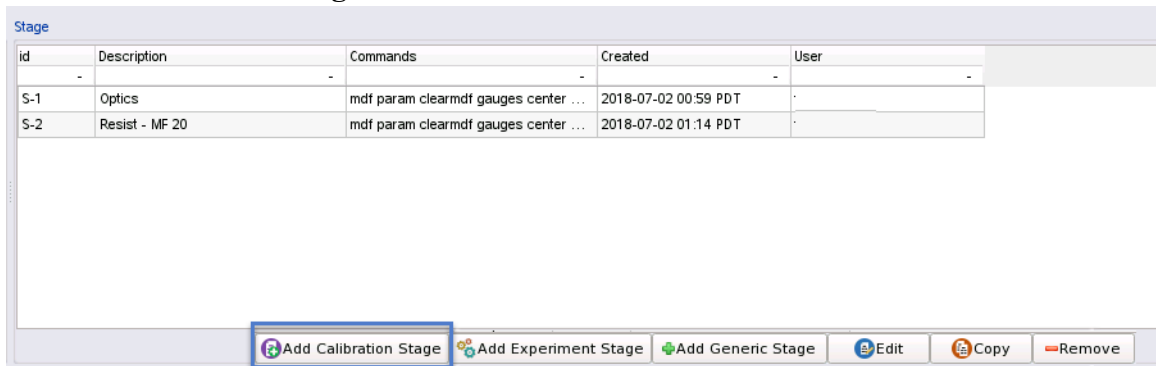 Stage
id Description Commands Created User
- - - - -
S-1 Optics mdf param clearmdf gauges center ... 2018-07-02 00:59 PDT
S-2 Resist - MF 20 mdf param clearmdf gauges center ... 2018-07-02 01:14 PDT
Add Calibration Stage Add Experiment Stage Add Generic Stage Edit Copy Remove